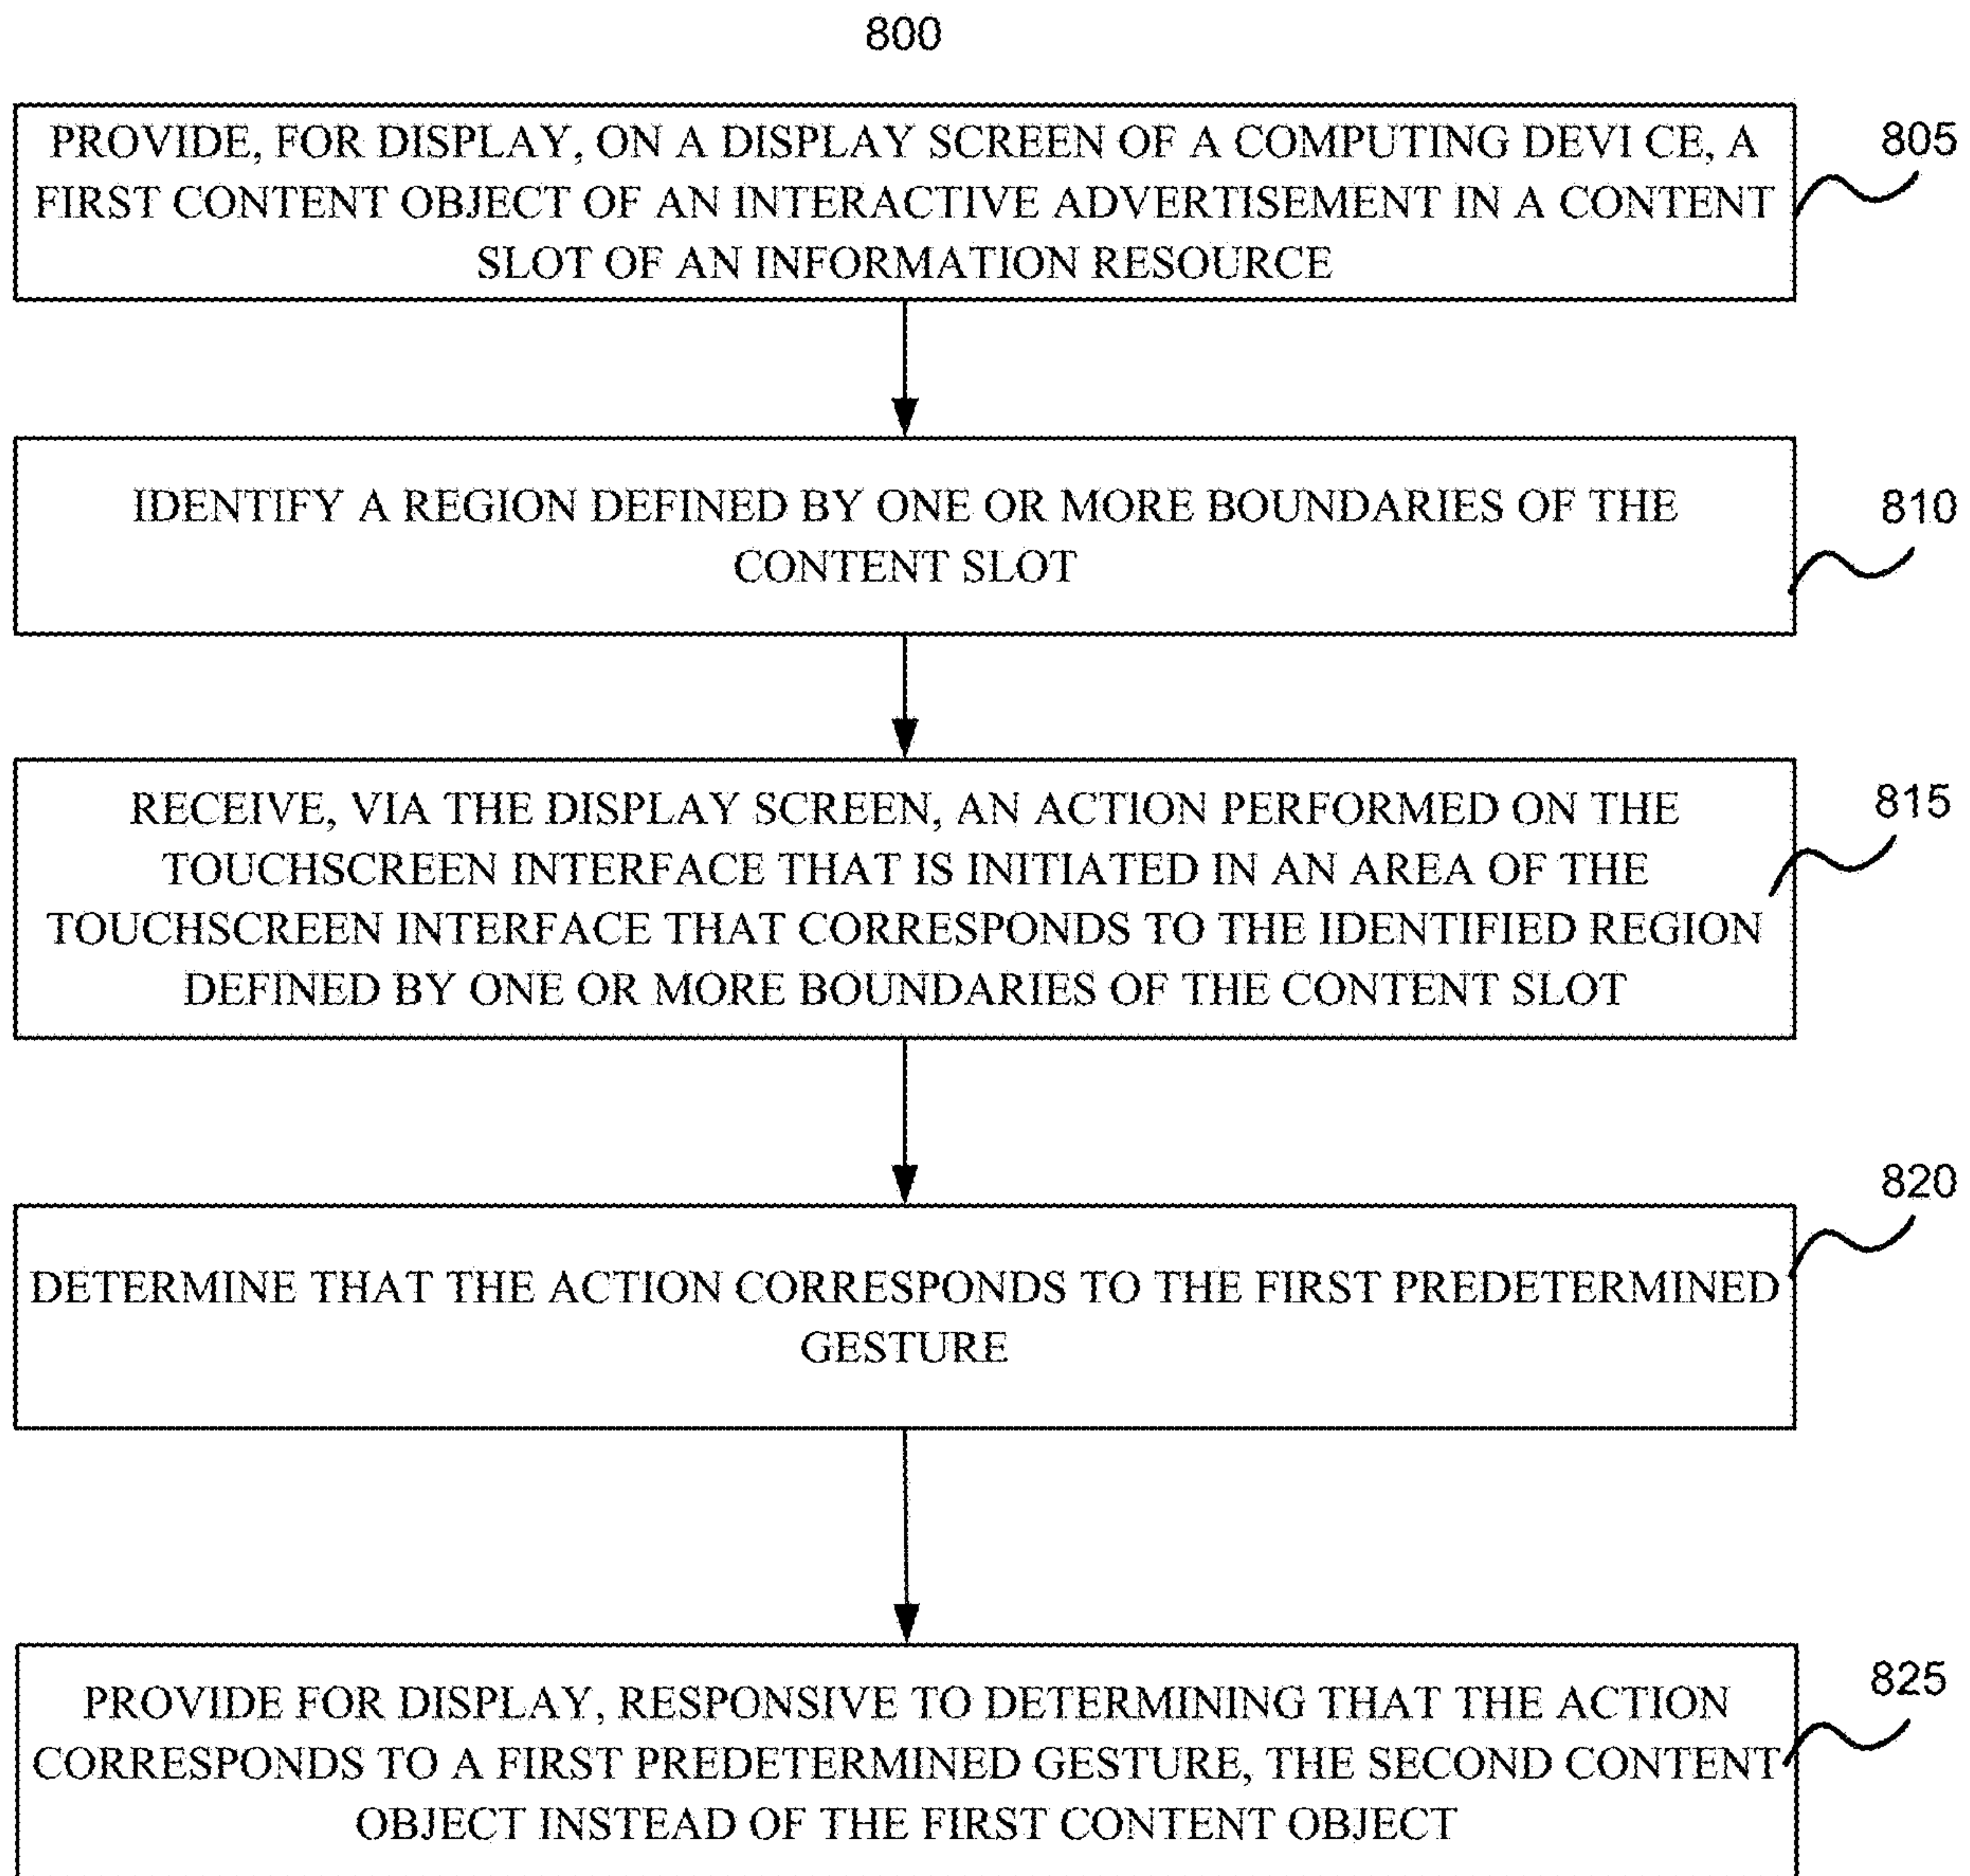 800
PROVIDE, FOR DISPLAY, ON A DISPLAY SCREEN OF A COMPUTING DEVI CE, A
FIRST CONTENT OBJECT OF AN INTERACTIVE ADVERTISEMENT IN A CONTENT
SLOT OF AN INFORMATION RESOURCE
805
IDENTIFY A REGION DEFINED BY ONE OR MORE BOUNDARIES OF THE
CONTENT SLOT
810
RECEIVE, VIA THE DISPLAY SCREEN, AN ACTION PERFORMED ON THE
TOUCHSCREEN INTERFACE THAT IS INITIATED IN AN AREA OF THE
TOUCHSCREEN INTERFACE THAT CORRESPONDS TO THE IDENTIFIED REGION
DEFINED BY ONE OR MORE BOUNDARIES OF THE CONTENT SLOT
815
DETERMINE THAT THE ACTION CORRESPONDS TO THE FIRST PREDETERMINED
GESTURE
820
PROVIDE FOR DISPLAY, RESPONSIVE TO DETERMINING THAT THE ACTION
CORRESPONDS TO A FIRST PREDETERMINED GESTURE, THE SECOND CONTENT
OBJECT INSTEAD OF THE FIRST CONTENT OBJECT
825